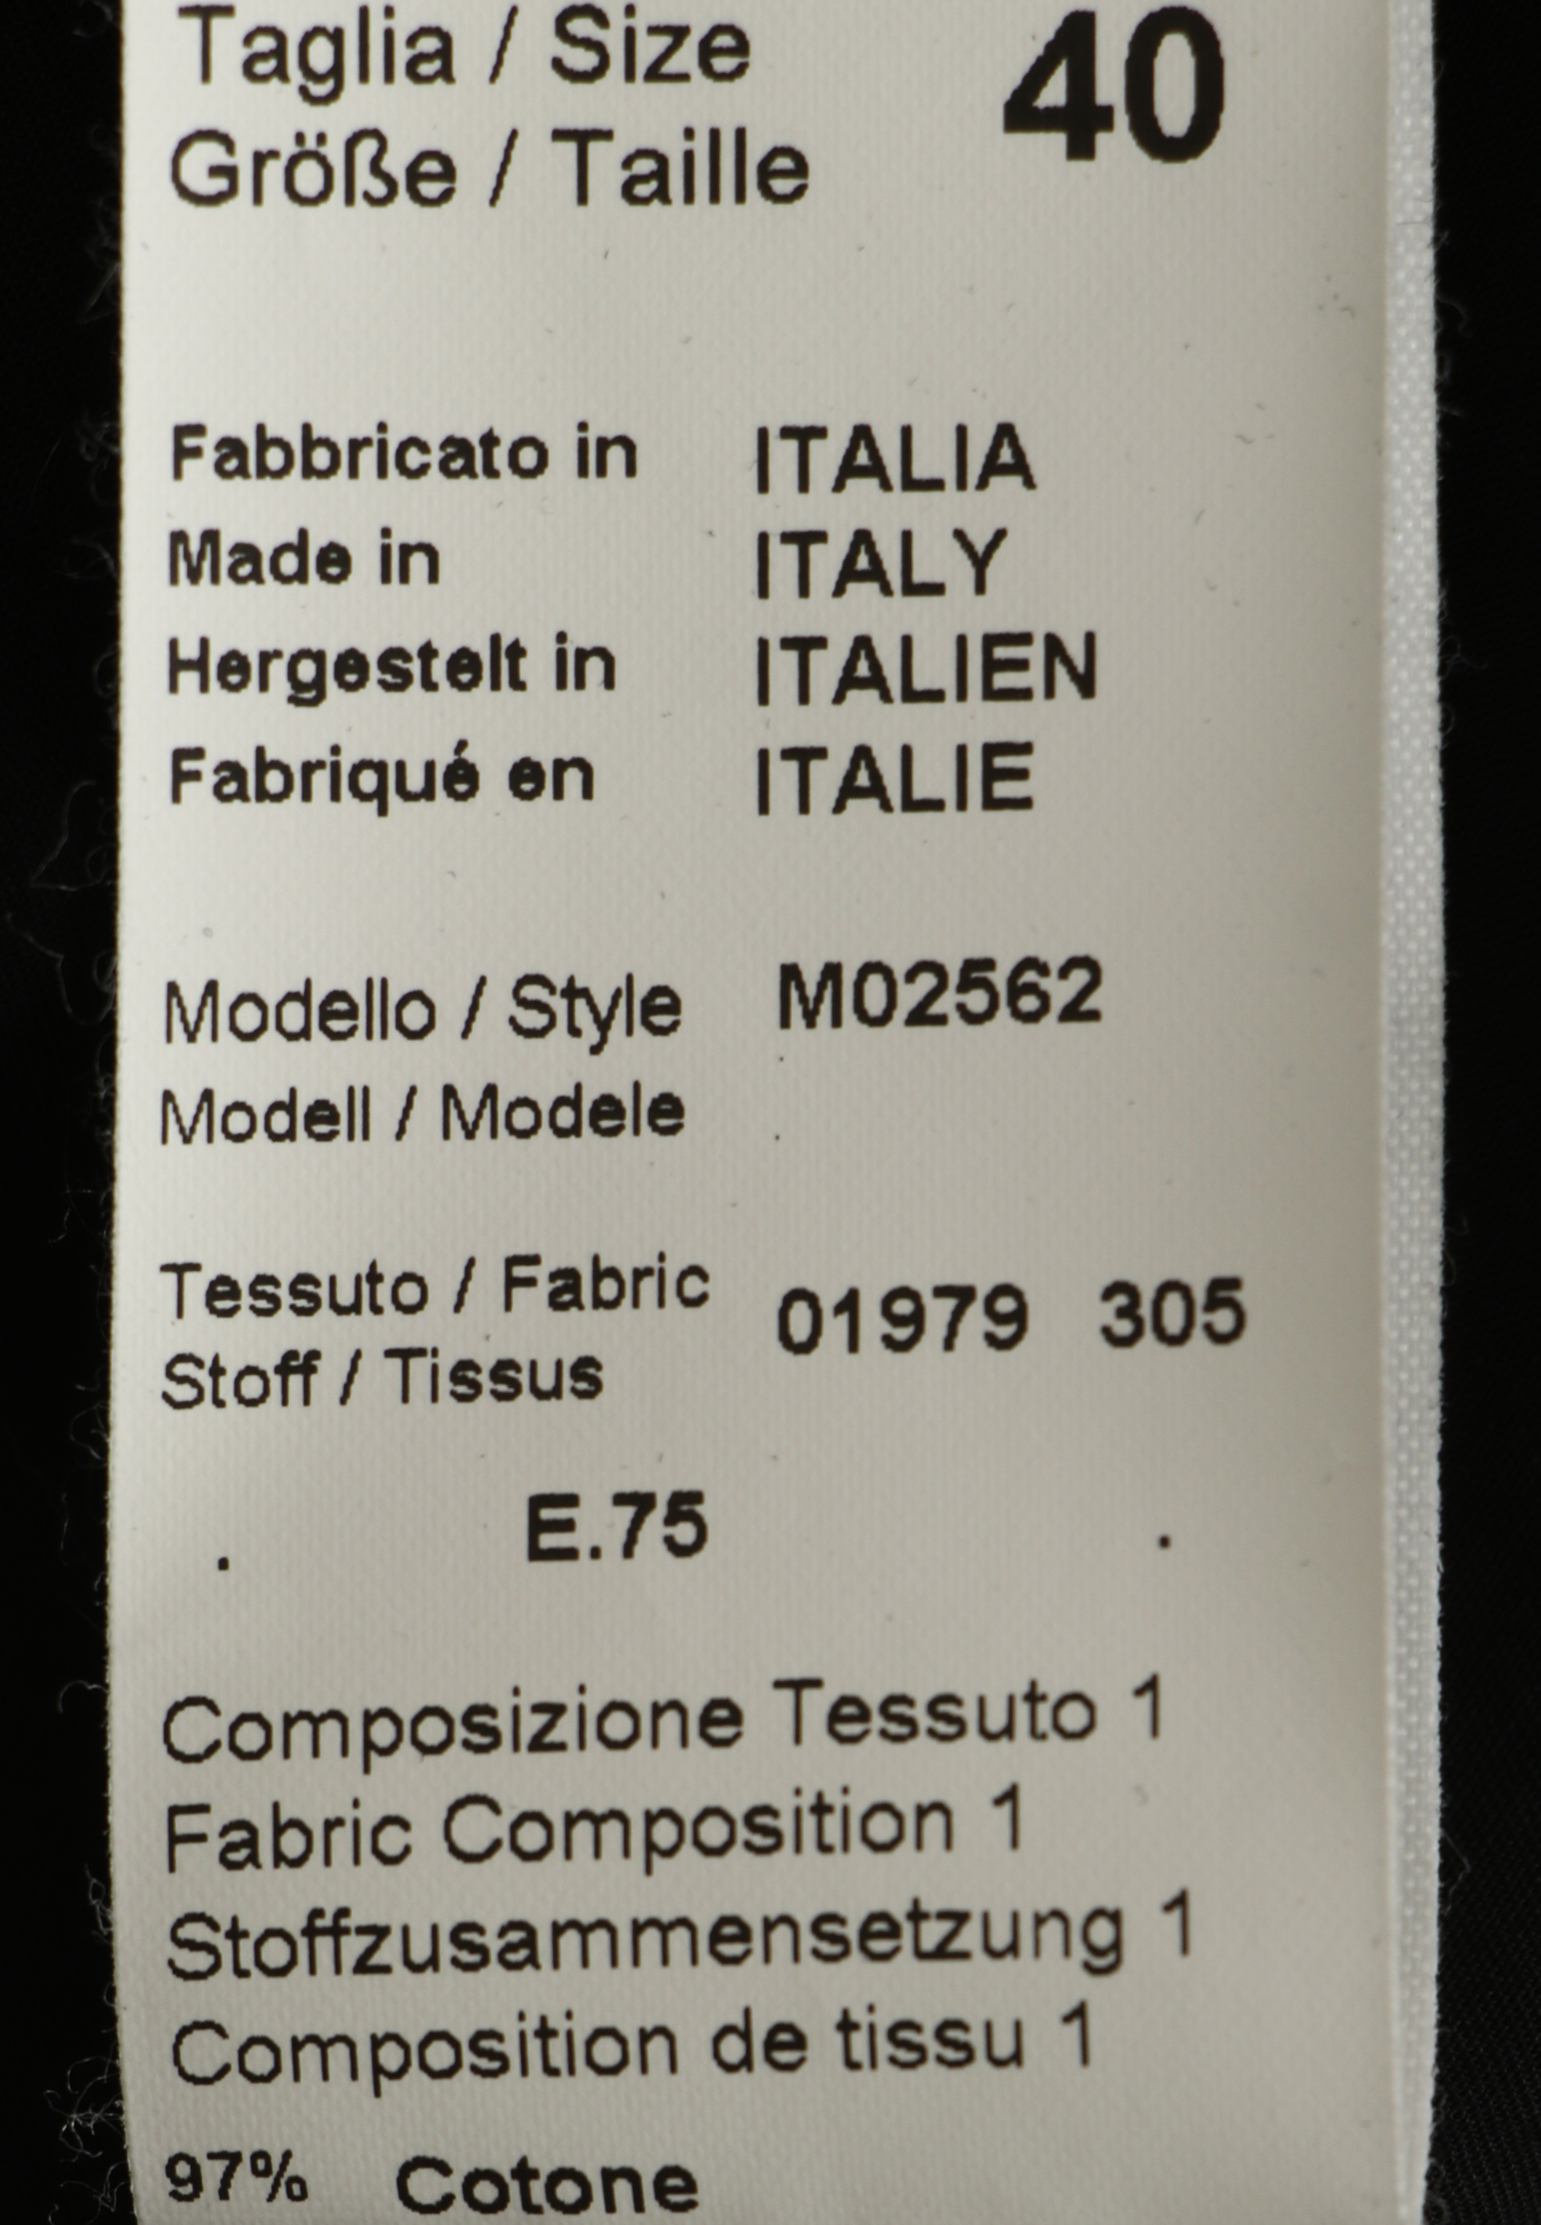 Taglia / Size 40
Größe / Taille
Fabbricato in ITALIA
Made in ITALY
Hergestelt in ITALIEN
Fabriqué en ITALIE
Modello / Style M02562
Modell / Modele
Tessuto / Fabric 01979 305
Stoff / Tissus
. E.75 .
Composizione Tessuto 1
Fabric Composition 1
Stoffzusammensetzung 1
Composition de tissu 1
97% Cotone